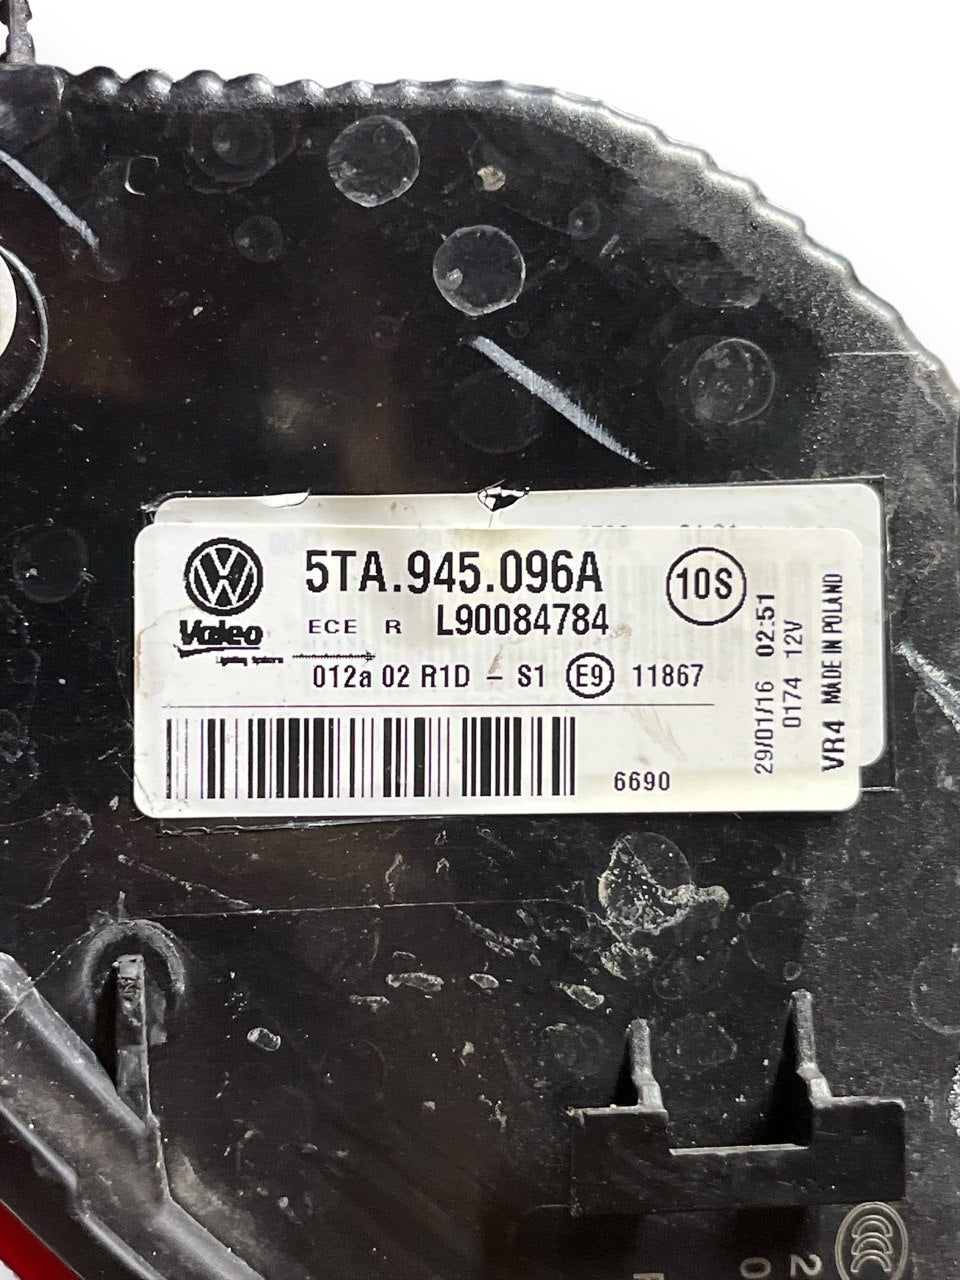 5TA.945.096A
10S
Valeo
Lighting Systems
ECE R L90084784
012a 02 R1D - S1 E9 11867
6690
29/01/16 02:51
0174 12V
VR4 MADE IN POLAND